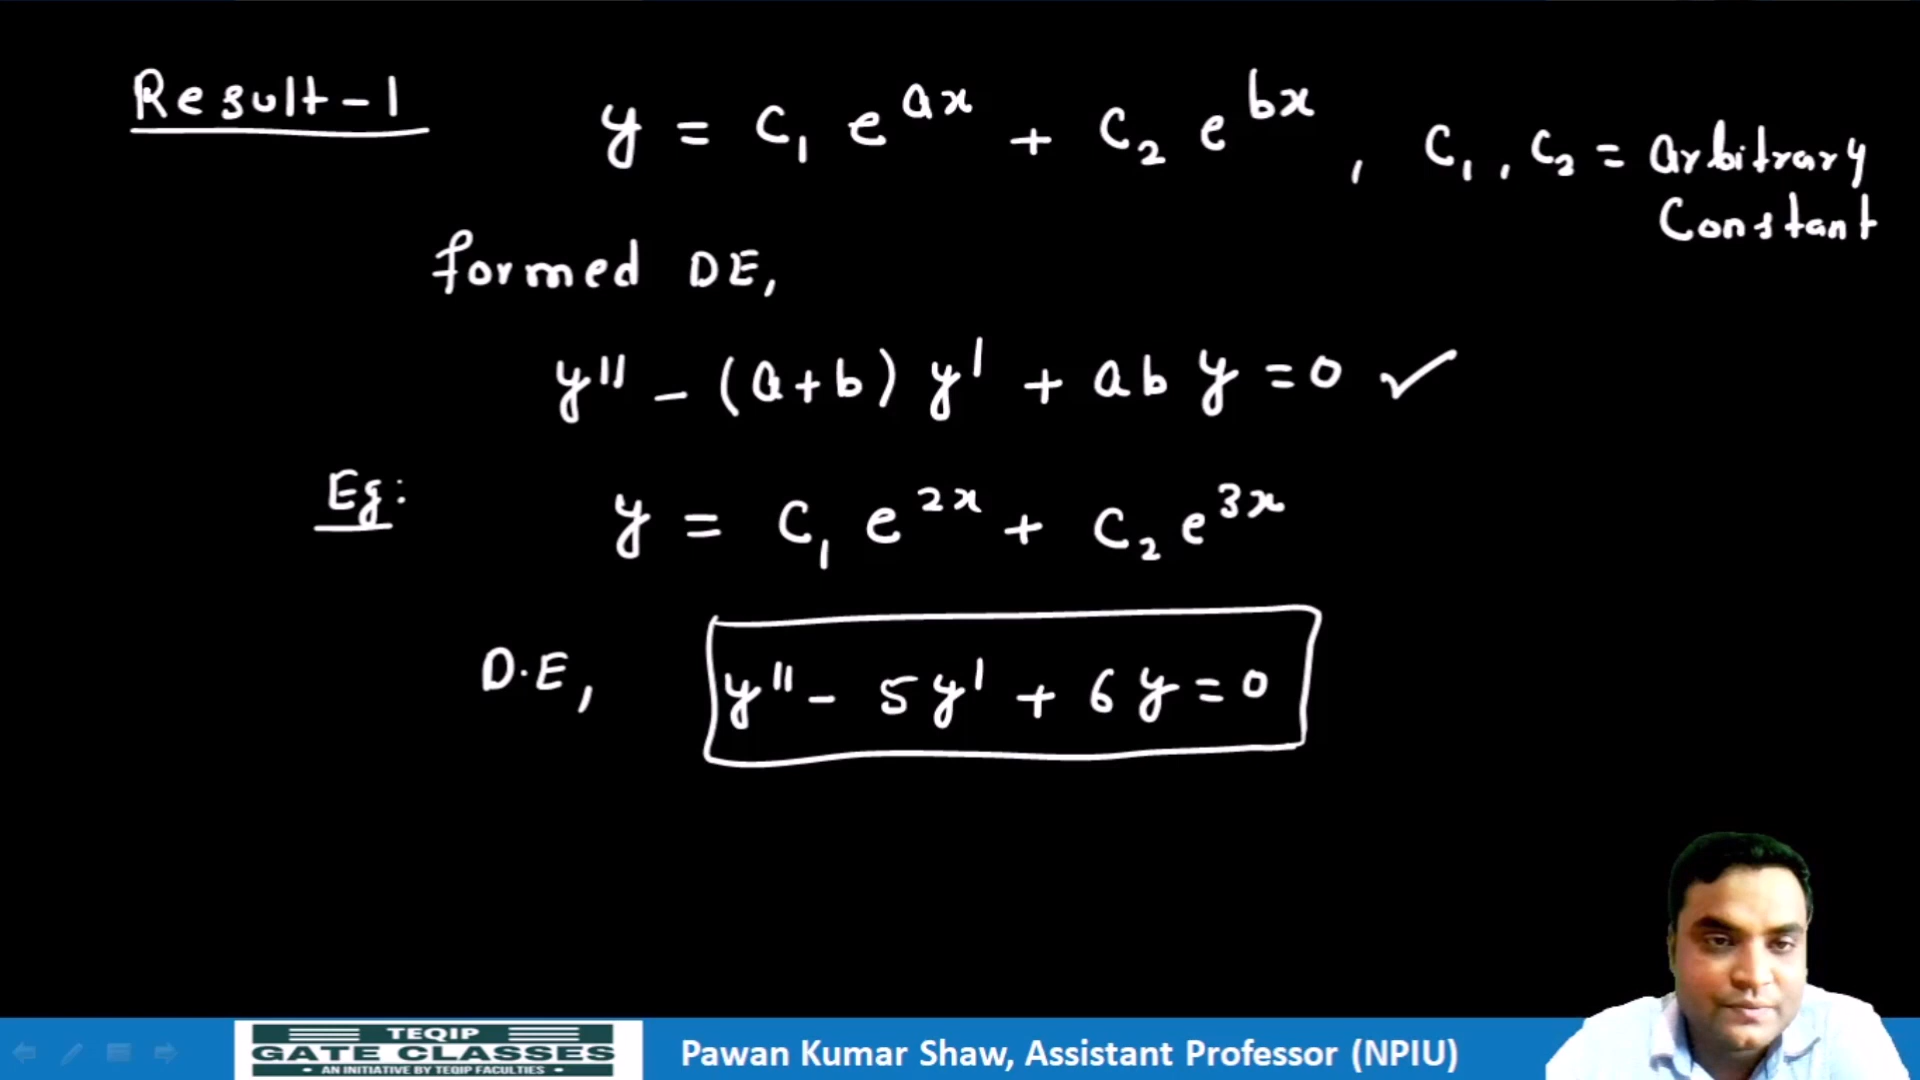 Result-1
y = C₁ e^{ax} + C₂ e^{bx}, C₁, C₂ = arbitrary
Constant
formed DE,
y'' - (a+b) y' + ab y = 0 ✓
Eg: y = C₁ e^{2x} + C₂ e^{3x}
D.E, y'' - 5y' + 6y = 0
TEQIP
GATE CLASSES
• AN INITIATIVE BY TEQIP FACULTIES •
Pawan Kumar Shaw, Assistant Professor (NPIU)